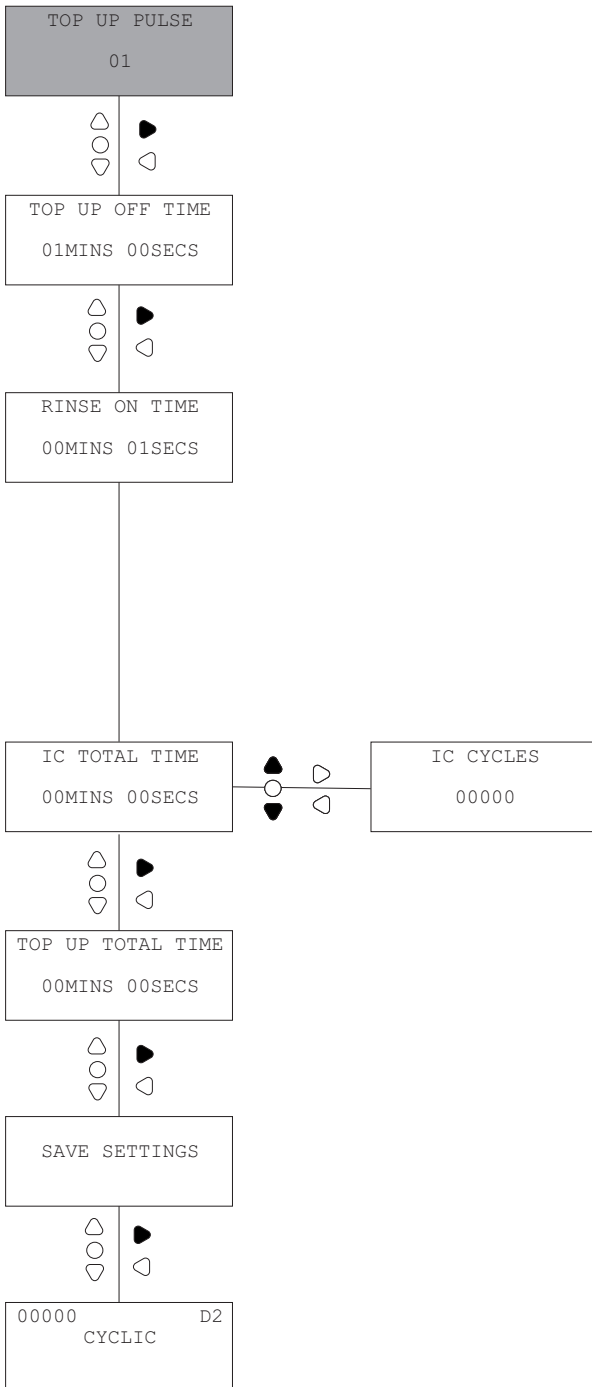 TOP UP PULSE
01
TOP UP OFF TIME
01MINS 00SECS
RINSE ON TIME
00MINS 01SECS
IC TOTAL TIME
00MINS 00SECS
IC CYCLES
00000
TOP UP TOTAL TIME
00MINS 00SECS
SAVE SETTINGS
00000 D2
CYCLIC